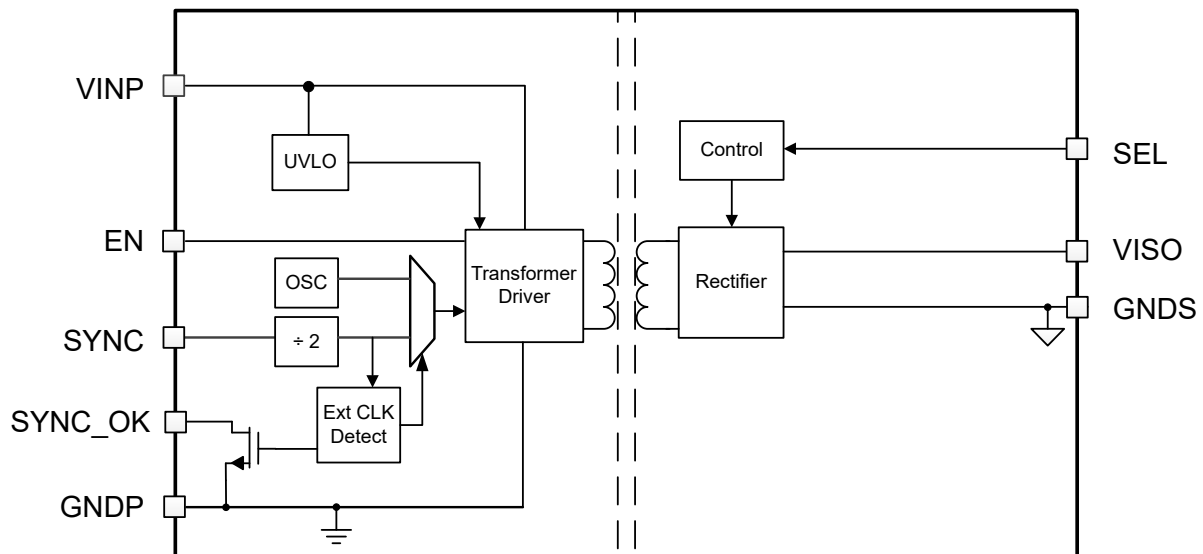 VINP
UVLO
Control
SEL
EN
OSC
Transformer
Driver
Rectifier
VISO
GNDS
SYNC
÷ 2
SYNC_OK
Ext CLK
Detect
GNDP